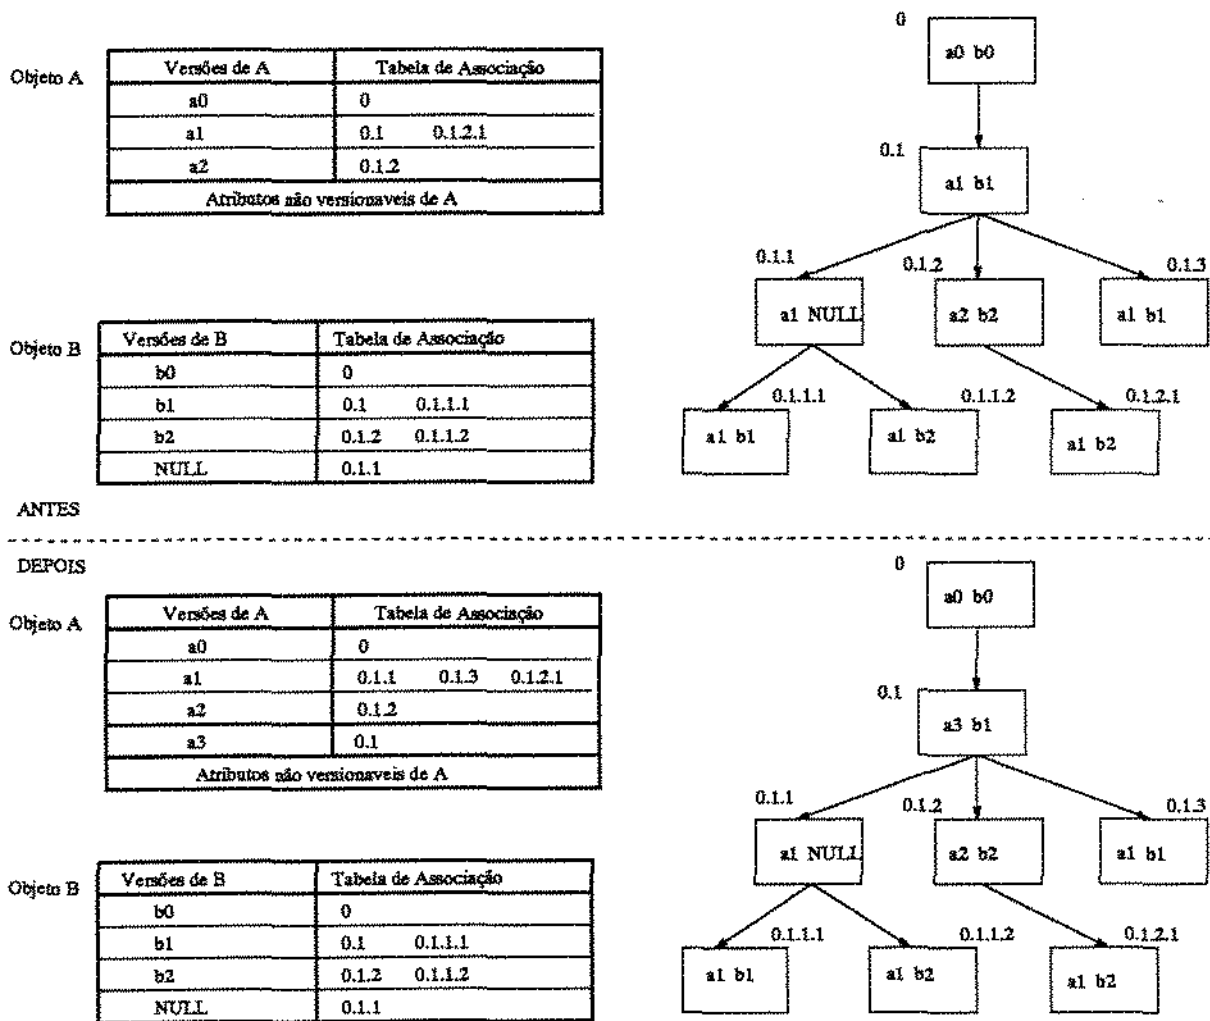 Objeto A
Versões de A Tabela de Associação
a0 0
a1 0.1 0.1.2.1
a2 0.1.2
Atributos não versionaveis de A
Objeto B
Versões de B Tabela de Associação
b0 0
b1 0.1 0.1.1.1
b2 0.1.2 0.1.1.2
NULL 0.1.1
0
a0 b0
0.1
a1 b1
0.1.1 0.1.2 0.1.3
a1 NULL a2 b2 a1 b1
0.1.1.1 0.1.1.2 0.1.2.1
a1 b1 a1 b2 a1 b2
ANTES
DEPOIS
Objeto A
Versões de A Tabela de Associação
a0 0
a1 0.1.1 0.1.3 0.1.2.1
a2 0.1.2
a3 0.1
Atributos não versionaveis de A
Objeto B
Versões de B Tabela de Associação
b0 0
b1 0.1 0.1.1.1
b2 0.1.2 0.1.1.2
NULL 0.1.1
0
a0 b0
0.1
a3 b1
0.1.1 0.1.2 0.1.3
a1 NULL a2 b2 a1 b1
0.1.1.1 0.1.1.2 0.1.2.1
a1 b1 a1 b2 a1 b2